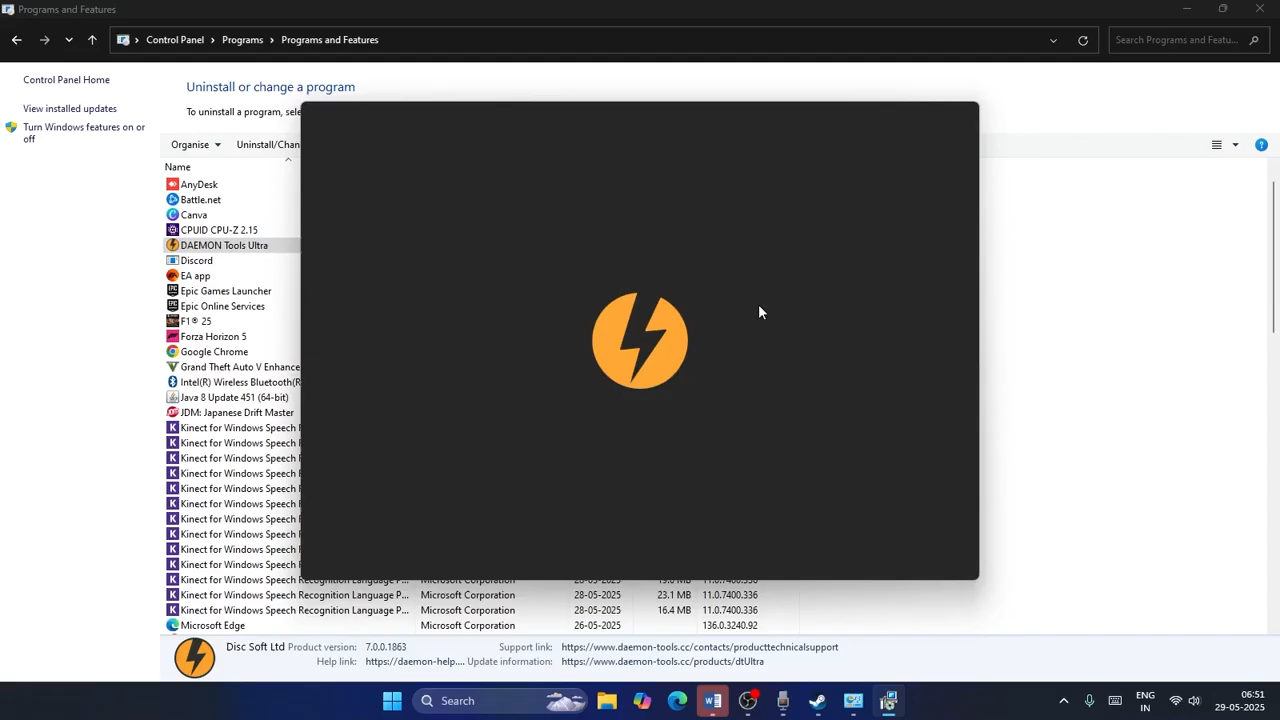 Programs and Features
Control Panel > Programs > Programs and Features
Search Programs and Featu...
Control Panel Home
View installed updates
Turn Windows features on or
off
Uninstall or change a program
To uninstall a program, sele
Organise
Uninstall/Chan
Name
AnyDesk
Battle.net
Canva
CPUID CPU-Z 2.15
DAEMON Tools Ultra
Discord
EA app
Epic Games Launcher
Epic Online Services
F1® 25
Forza Horizon 5
Google Chrome
Grand Theft Auto V Enhance
Intel(R) Wireless Bluetooth(R
Java 8 Update 451 (64-bit)
JDM: Japanese Drift Master
Kinect for Windows Speech R
Kinect for Windows Speech R
Kinect for Windows Speech R
Kinect for Windows Speech R
Kinect for Windows Speech R
Kinect for Windows Speech R
Kinect for Windows Speech R
Kinect for Windows Speech R
Kinect for Windows Speech R
Kinect for Windows Speech R
Kinect for Windows Speech Recognition Language P... Microsoft Corporation 28-05-2025 19.0 MB 11.0.7400.336
Kinect for Windows Speech Recognition Language P... Microsoft Corporation 28-05-2025 23.1 MB 11.0.7400.336
Kinect for Windows Speech Recognition Language P... Microsoft Corporation 28-05-2025 16.4 MB 11.0.7400.336
Microsoft Edge Microsoft Corporation 26-05-2025 136.0.3240.92
Disc Soft Ltd Product version: 7.0.0.1863 Support link: https://www.daemon-tools.cc/contacts/producttechnicalsupport
Help link: https://daemon-help.... Update information: https://www.daemon-tools.cc/products/dtUltra
Search
ENG
IN
06:51
29-05-2025